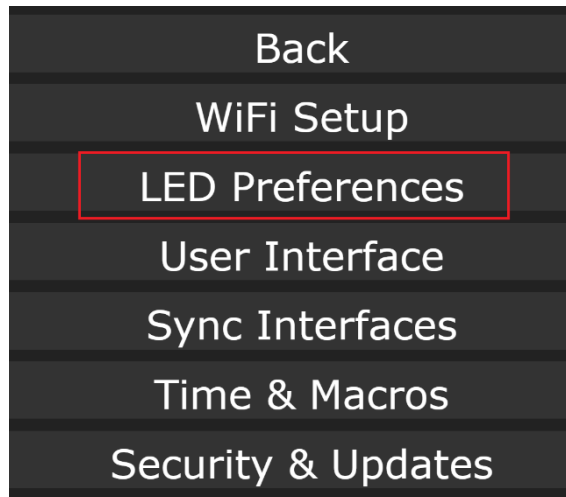 Back
WiFi Setup
LED Preferences
User Interface
Sync Interfaces
Time & Macros
Security & Updates